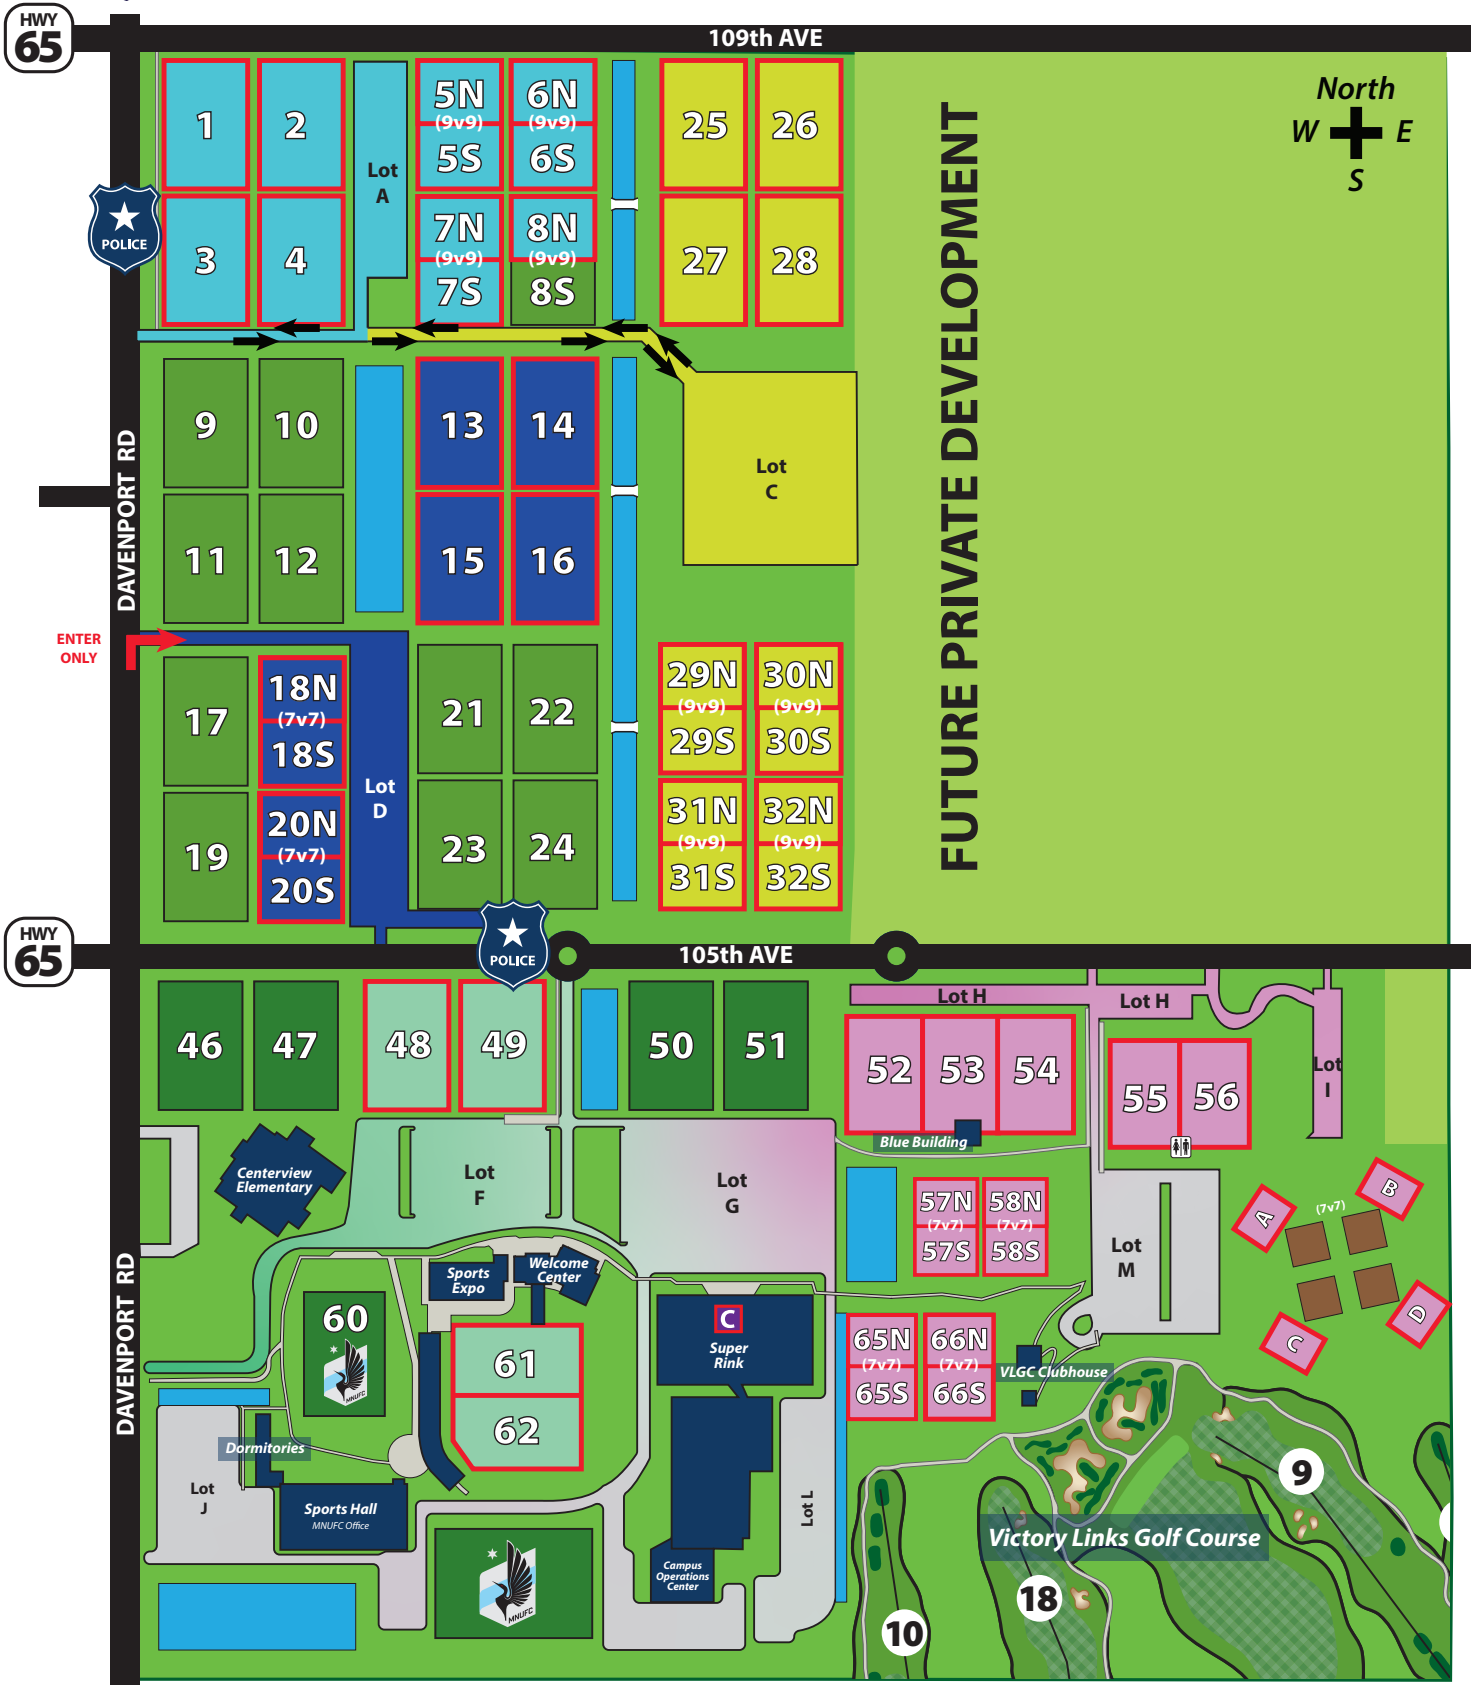 HWY
65
109th AVE
North
W E
S
1
2
Lot
A
5N
(9v9)
5S
6N
(9v9)
6S
25
26
POLICE
3
4
7N
(9v9)
7S
8N
(9v9)
8S
27
28
FUTURE PRIVATE DEVELOPMENT
DAVENPORT RD
9
10
13
14
Lot
C
11
12
15
16
ENTER
ONLY
17
18N
(7v7)
18S
Lot
D
21
22
29N
(9v9)
29S
30N
(9v9)
30S
19
20N
(7v7)
20S
23
24
31N
(9v9)
31S
32N
(9v9)
32S
HWY
65
POLICE
105th AVE
46
47
48
49
50
51
Lot H
Lot H
52
53
54
55
56
Lot
I
Blue Building
Centerview
Elementary
Lot
F
Lot
G
57N
(7v7)
57S
58N
(7v7)
58S
Lot
M
A
B
(7v7)
C
D
DAVENPORT RD
Sports
Expo
Welcome
Center
60
MNUFC
61
62
C
Super
Rink
65N
(7v7)
65S
66N
(7v7)
66S
VLGC Clubhouse
Dormitories
Lot
J
Sports Hall
MNUFC Office
Lot L
Campus
Operations
Center
MNUFC
9
Victory Links Golf Course
18
10